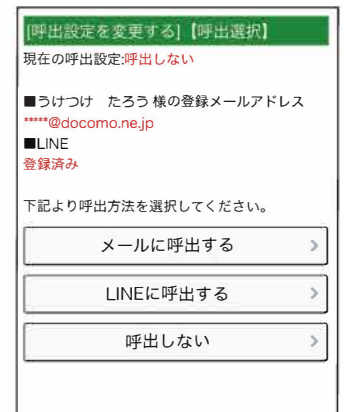 [呼出設定を変更する]【呼出選択】
現在の呼出設定:呼出しない
■うけつけ　たろう 様の登録メールアドレス
*****@docomo.ne.jp
■LINE
登録済み
下記より呼出方法を選択してください。
メールに呼出する
LINEに呼出する
呼出しない